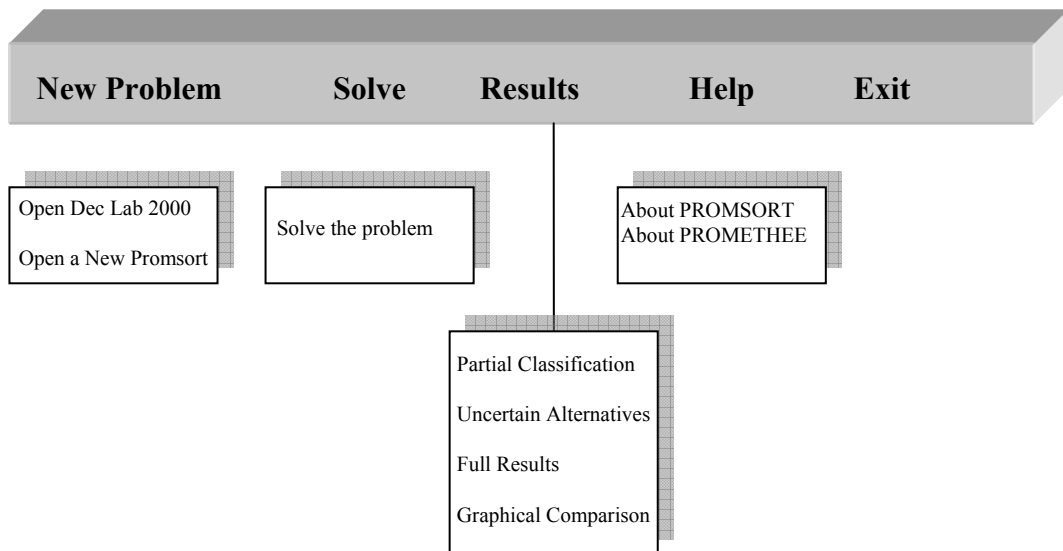 New Problem Solve Results Help Exit
Open Dec Lab 2000
Open a New Promsort
Solve the problem
About PROMSORT
About PROMETHEE
Partial Classification
Uncertain Alternatives
Full Results
Graphical Comparison